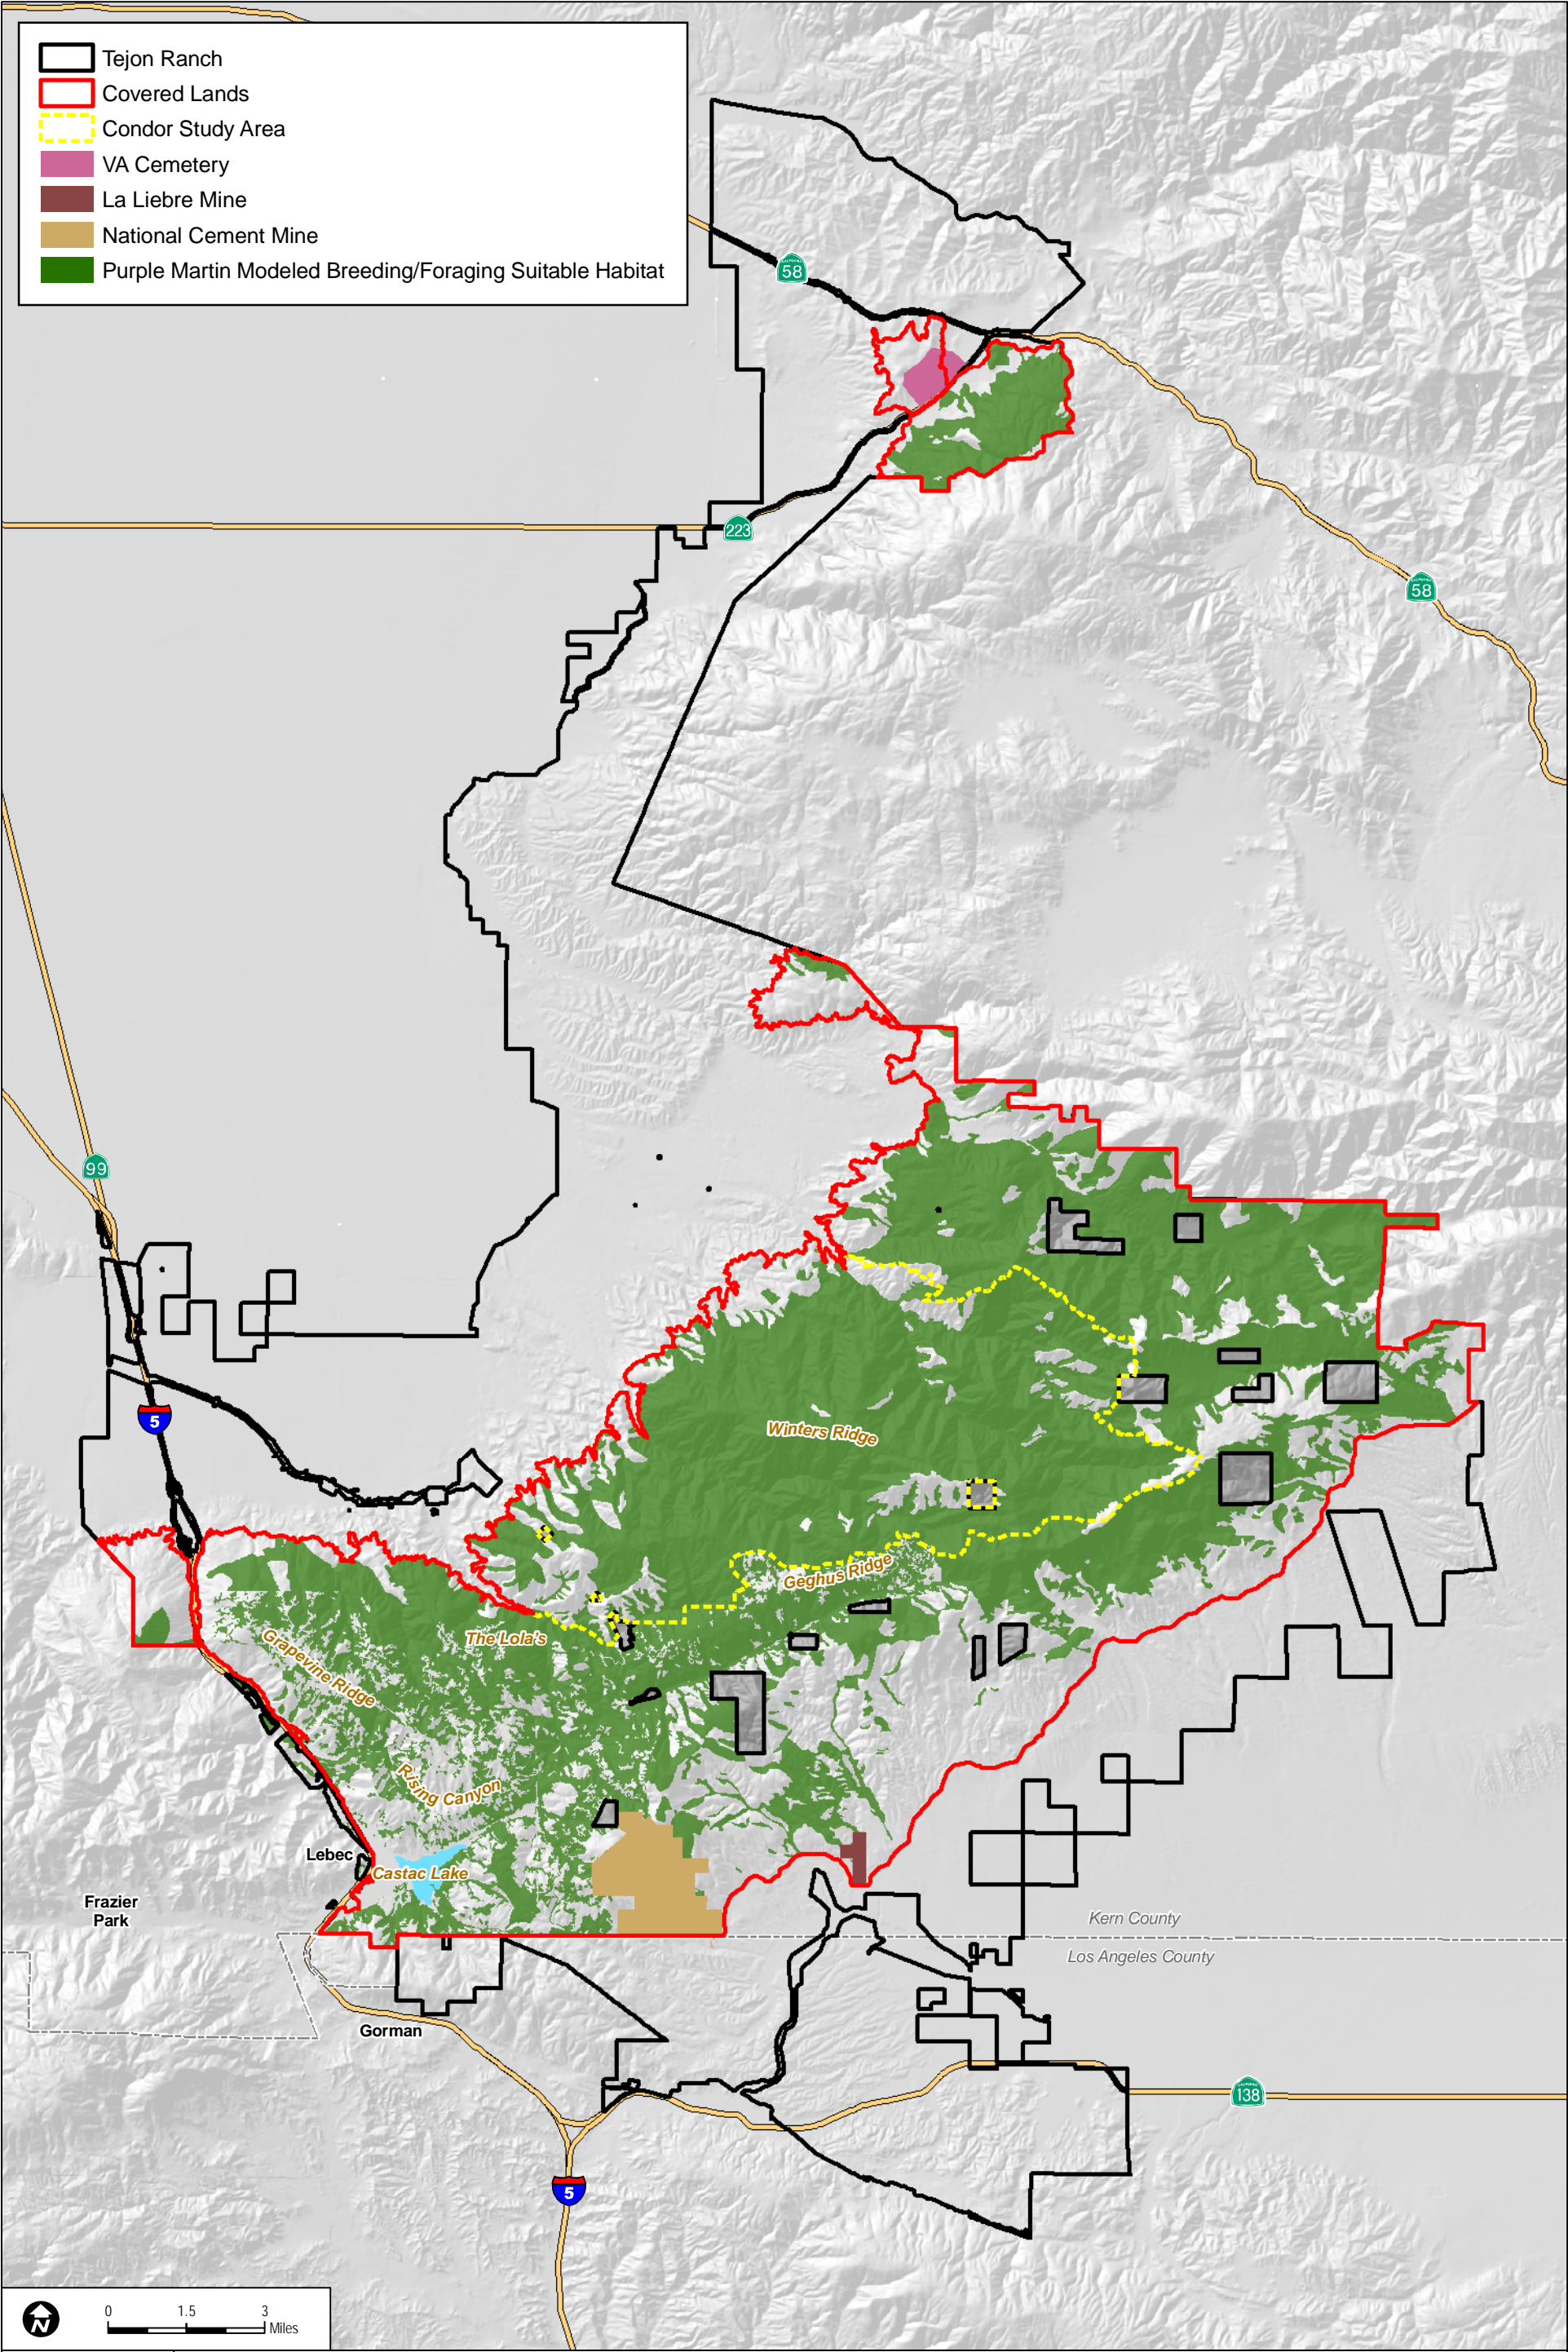 Tejon Ranch
Covered Lands
Condor Study Area
VA Cemetery
La Liebre Mine
National Cement Mine
Purple Martin Modeled Breeding/Foraging Suitable Habitat
58
223
58
99
5
Winters Ridge
Geghus Ridge
The Lola's
Grapevine Ridge
Rising Canyon
Lebec
Castac Lake
Frazier
Park
Kern County
Los Angeles County
Gorman
138
5
N
0 1.5 3
Miles